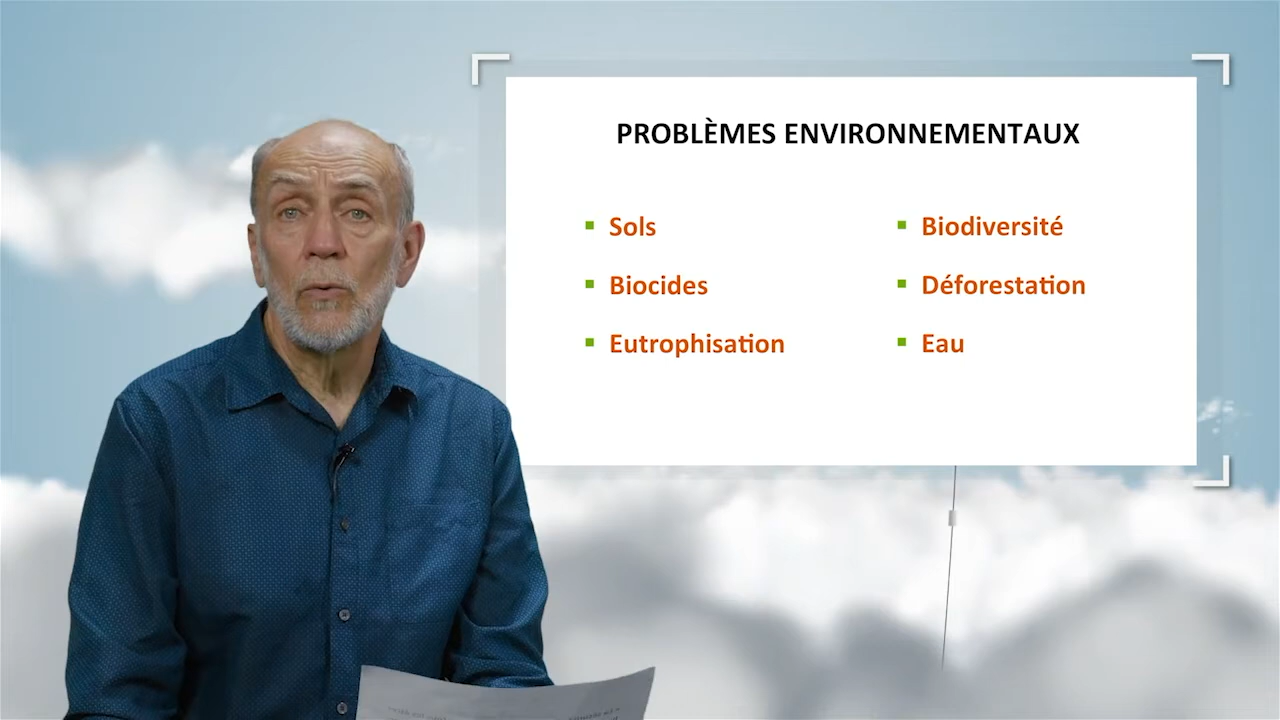 PROBLÈMES ENVIRONNEMENTAUX
Sols
Biocides
Eutrophisation
Biodiversité
Déforestation
Eau